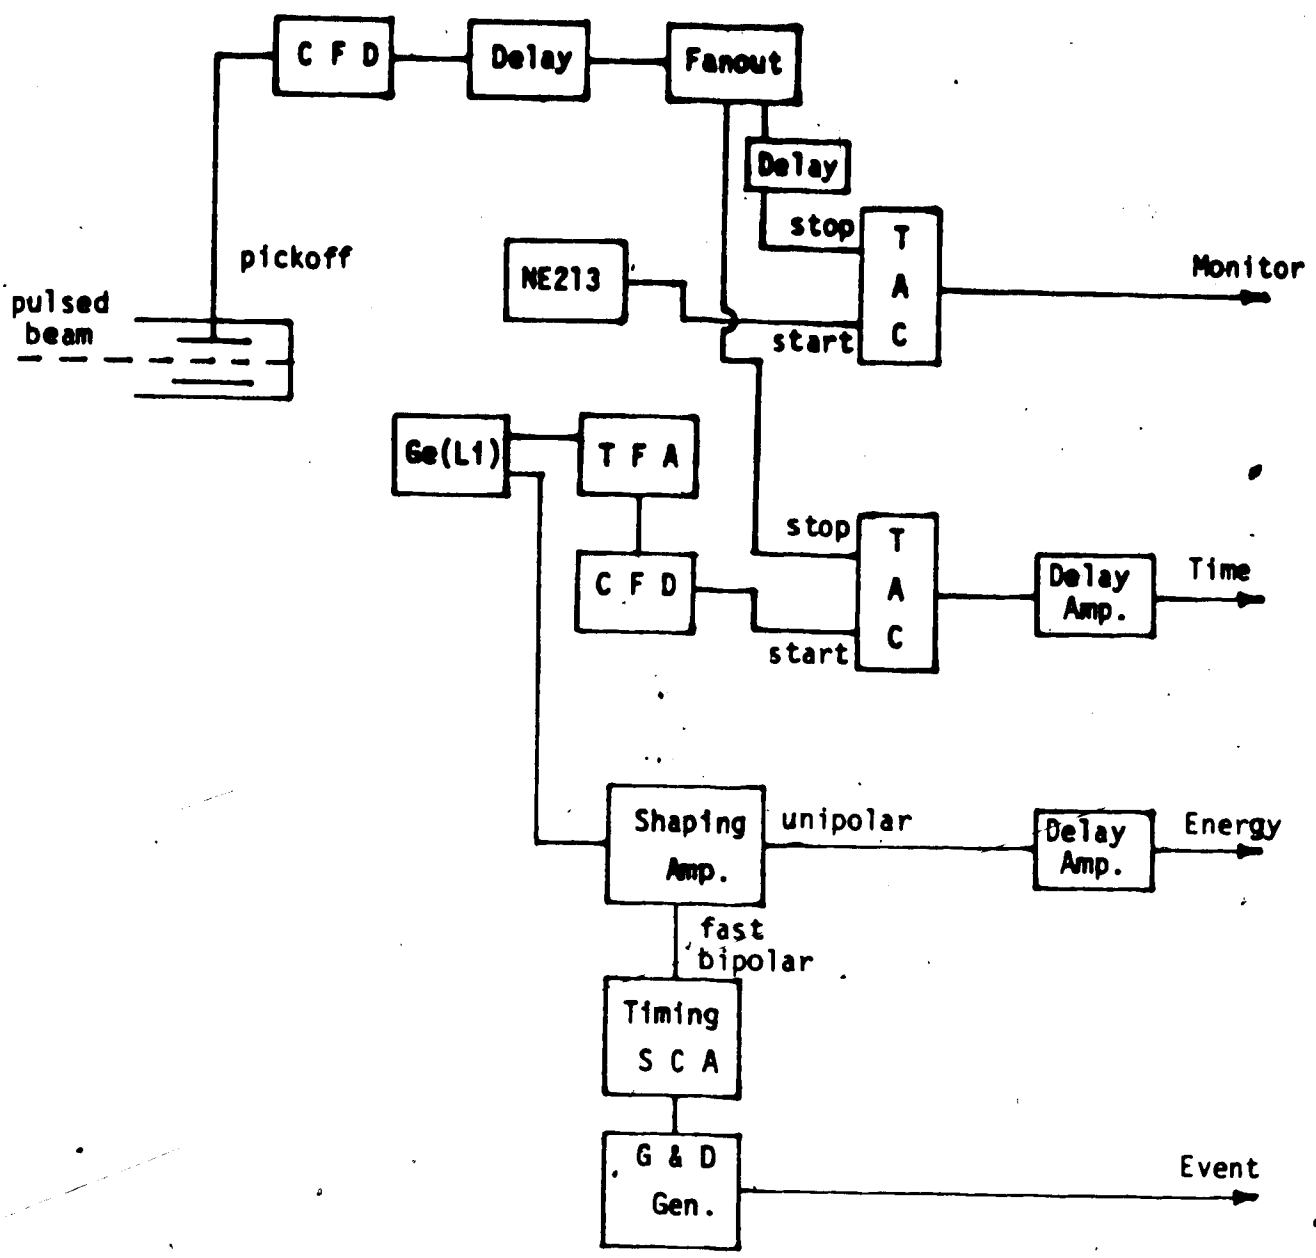 C F D
Delay
Fanout
Delay
stop
T
A
C
pickoff
NE213
Monitor
pulsed
beam
start
Ge(Li)
T F A
stop
T
A
C
C F D
Delay
Amp.
Time
start
Shaping
Amp.
unipolar
Delay
Amp.
Energy
fast
bipolar
Timing
S C A
G & D
Gen.
Event